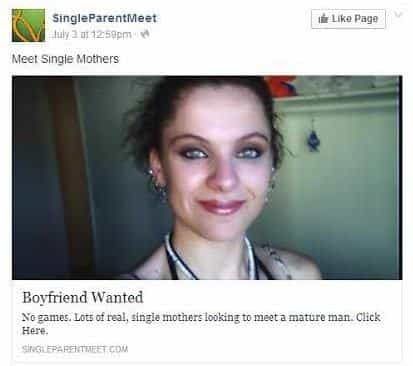 SingleParentMeet
Like Page
July 3 at 12:59pm ·
Meet Single Mothers
Boyfriend Wanted
No games. Lots of real, single mothers looking to meet a mature man. Click
Here.
SINGLEPARENTMEET.COM